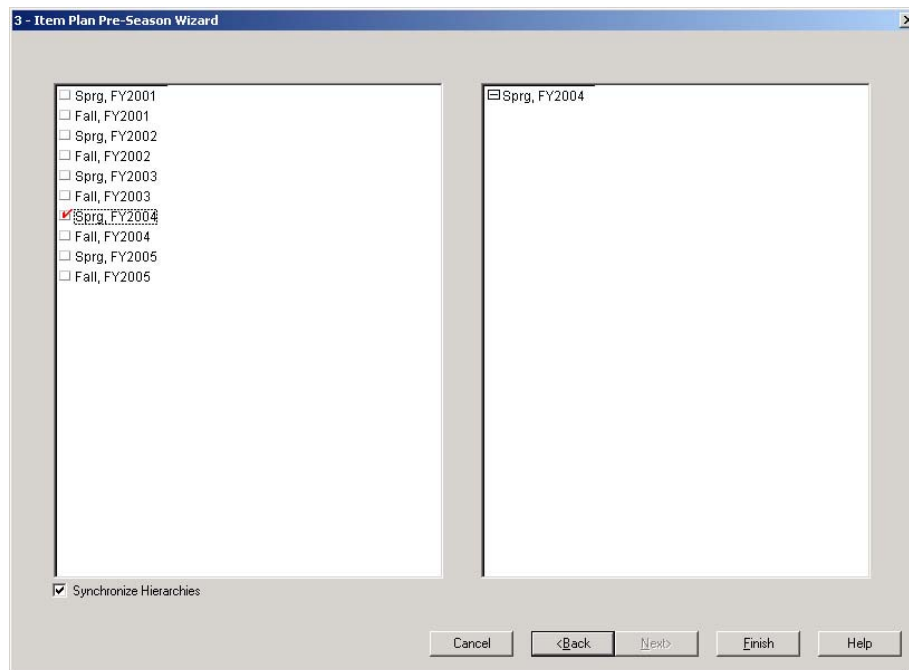 3 - Item Plan Pre-Season Wizard
Sprg, FY2001
Fall, FY2001
Sprg, FY2002
Fall, FY2002
Sprg, FY2003
Fall, FY2003
Sprg, FY2004
Fall, FY2004
Sprg, FY2005
Fall, FY2005
Sprg, FY2004
Synchronize Hierarchies
Cancel
<Back
Next>
Finish
Help